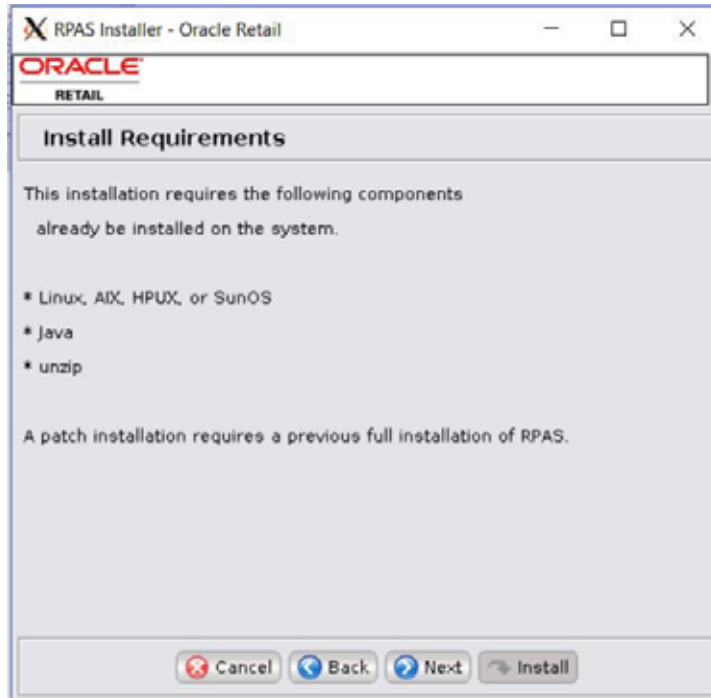 RPAS Installer - Oracle Retail
ORACLE
RETAIL
Install Requirements
This installation requires the following components
already be installed on the system.
* Linux, AIX, HPUX, or SunOS
* Java
* unzip
A patch installation requires a previous full installation of RPAS.
Cancel Back Next Install